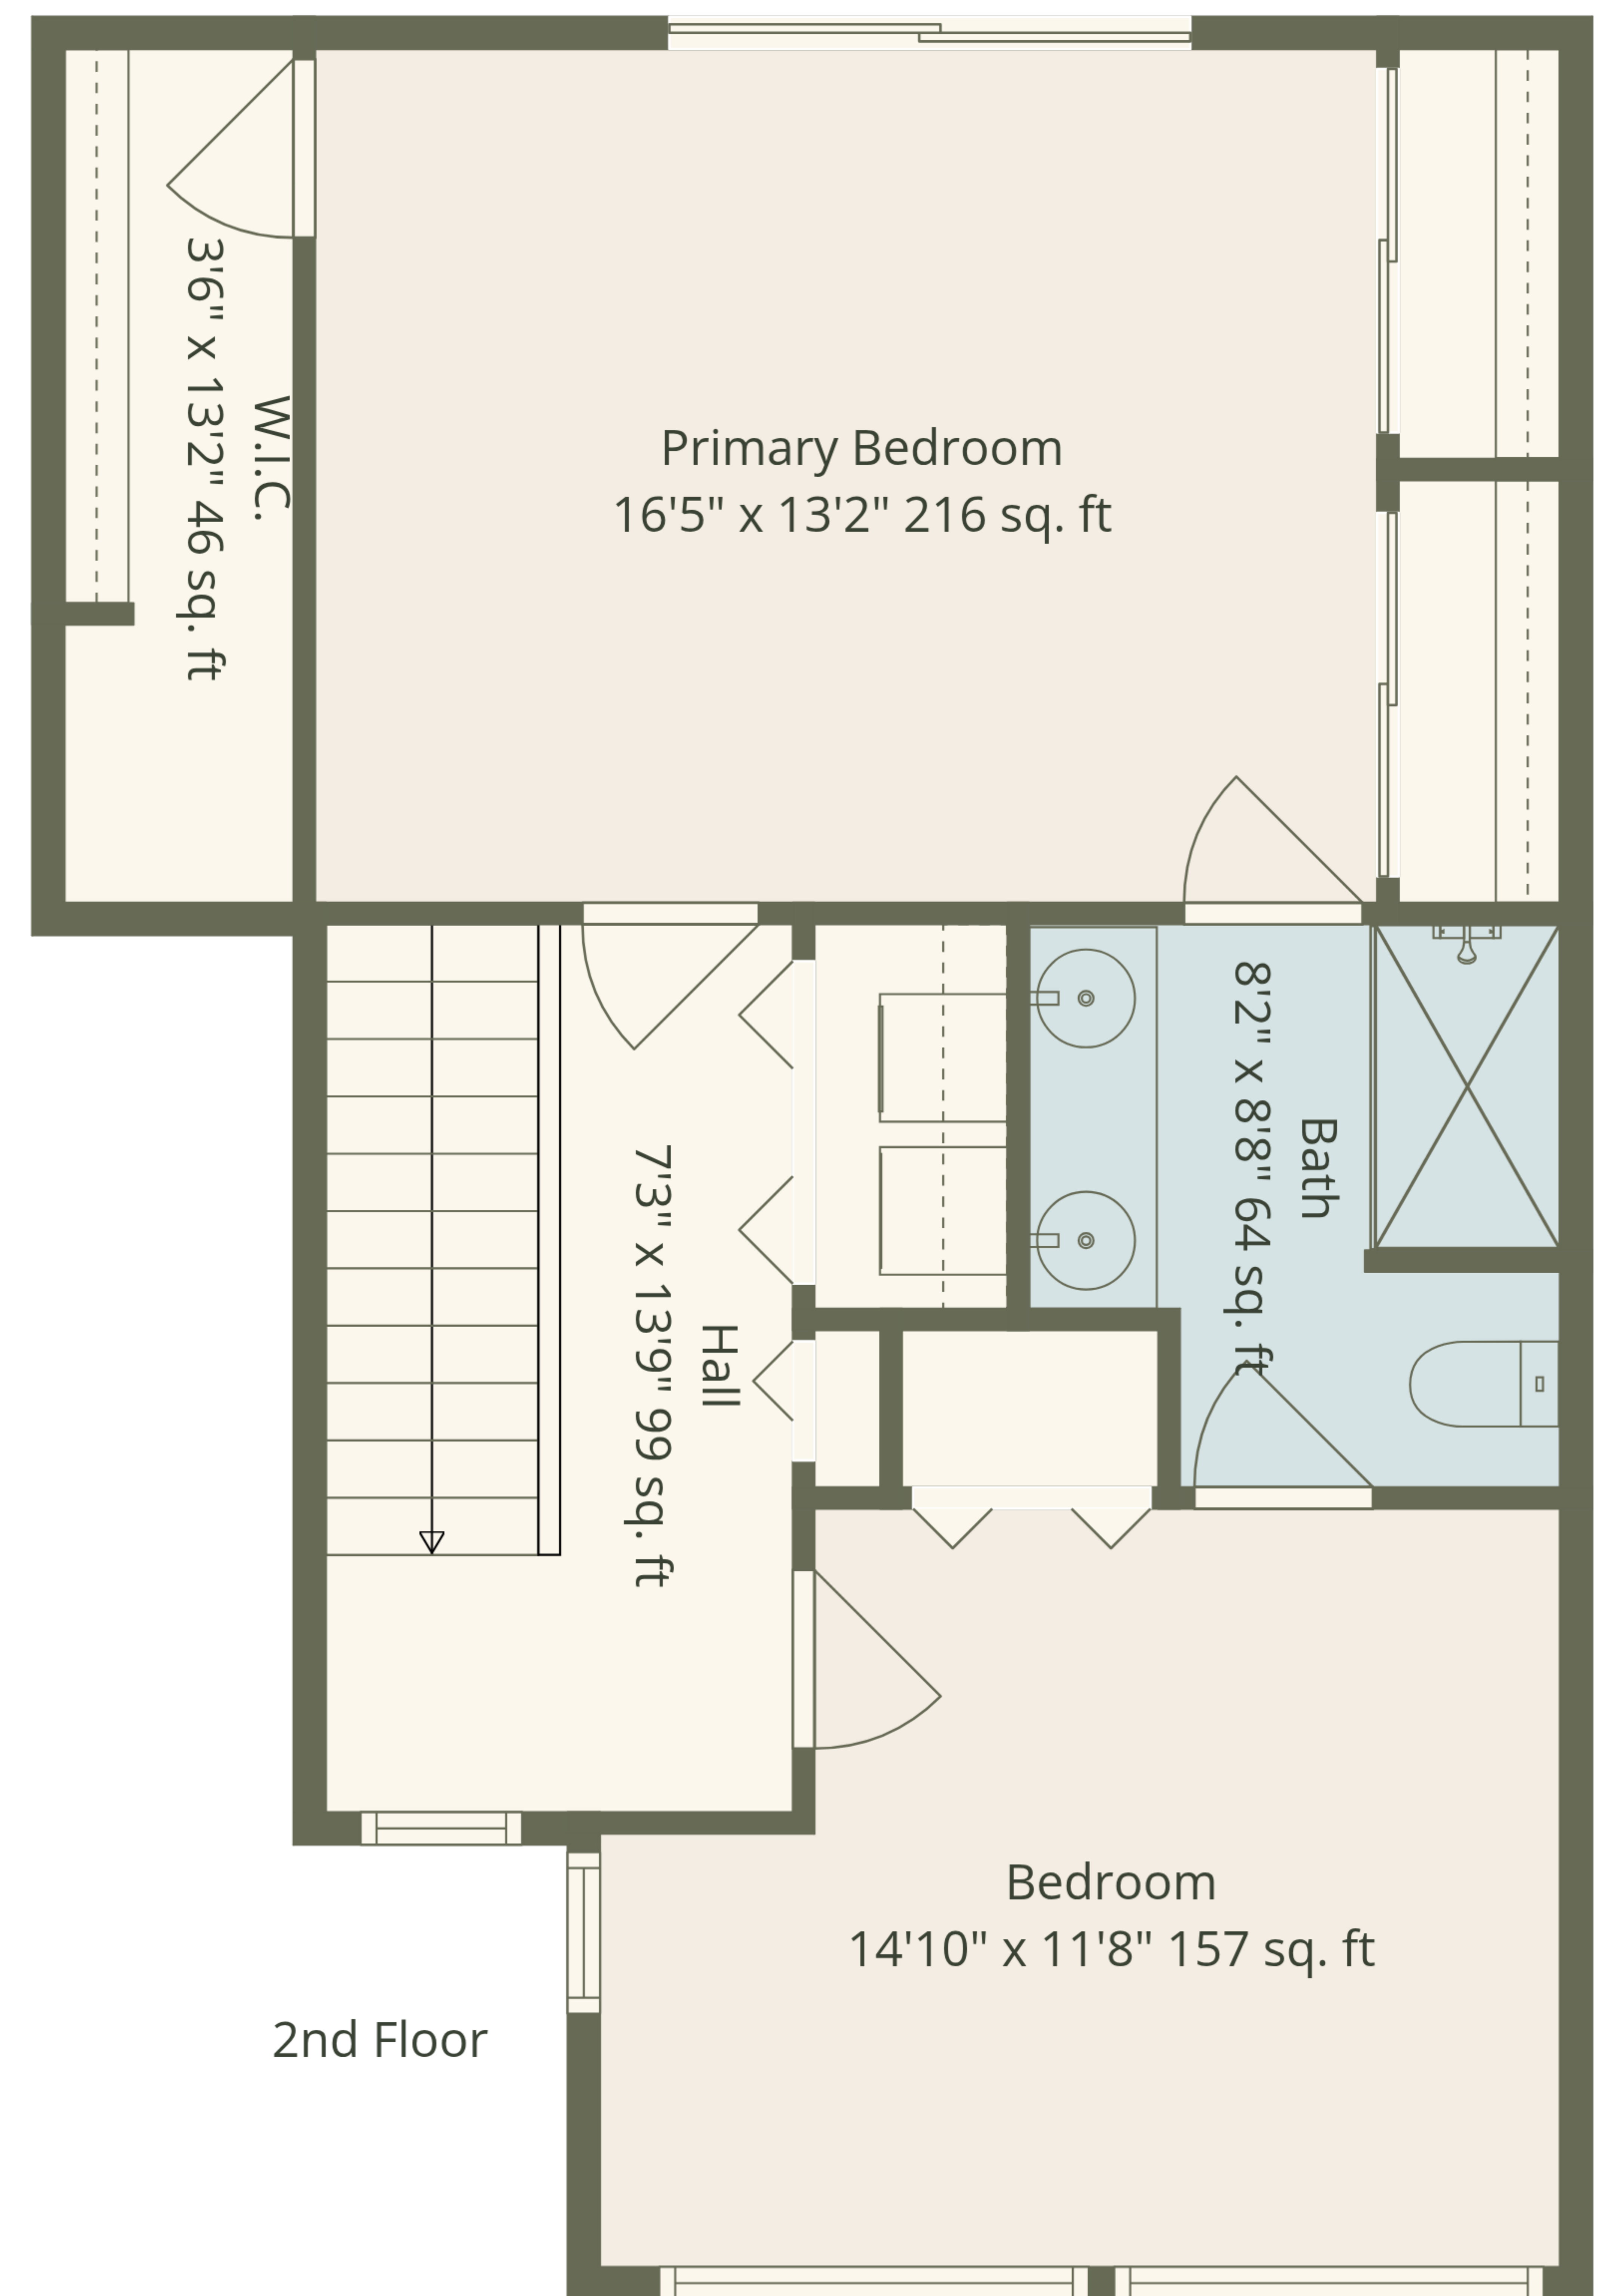 W.I.C.
3'6" x 13'2" 46 sq. ft
Primary Bedroom
16'5" x 13'2" 216 sq. ft
Bath
8'2" x 8'8" 64 sq. ft
Hall
7'3" x 13'9" 99 sq. ft
Bedroom
14'10" x 11'8" 157 sq. ft
2nd Floor